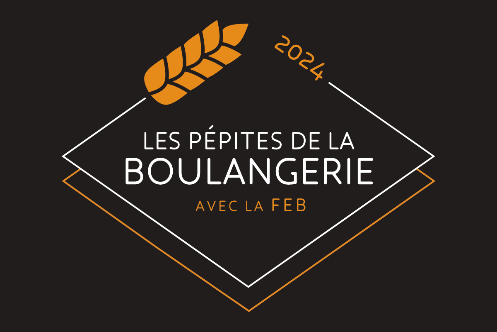 2024
LES PÉPITES DE LA
BOULANGERIE
AVEC LA FEB